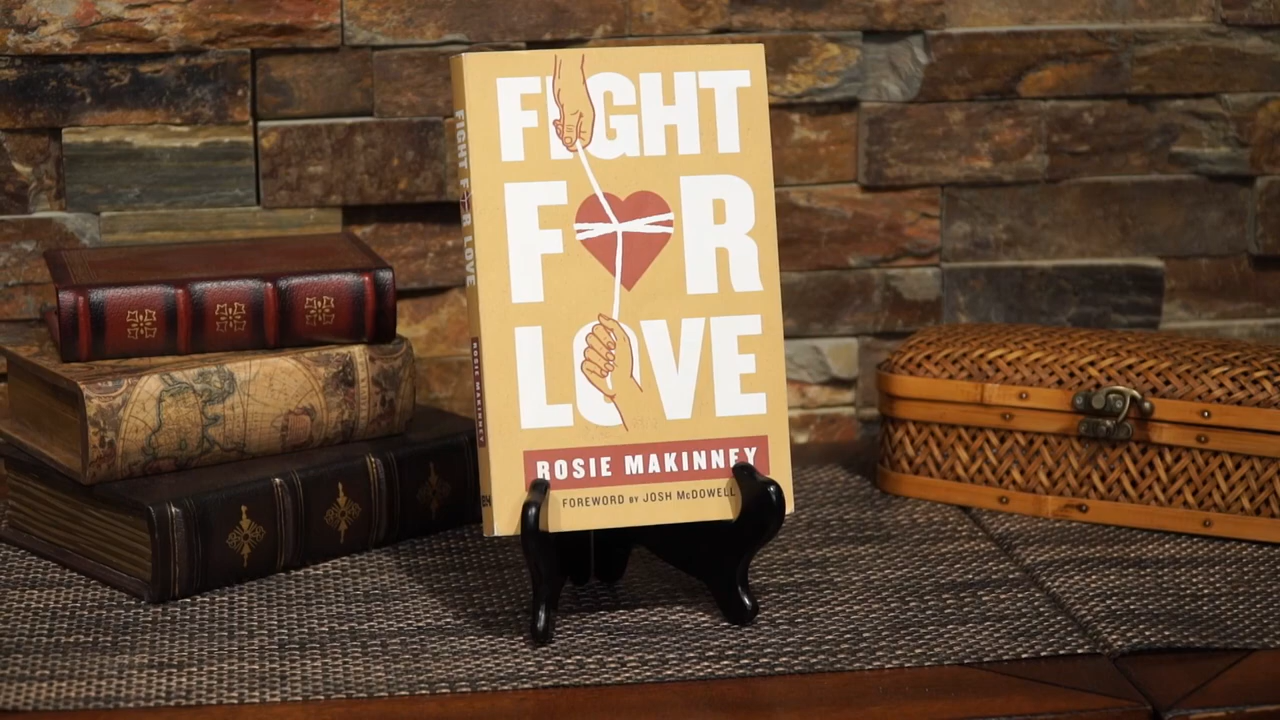 FIGHT
FOR
LOVE
ROSIE MAKINNEY
FOREWORD BY JOSH McDOWELL
FIGHT FOR LOVE
ROSIE MAKINNEY